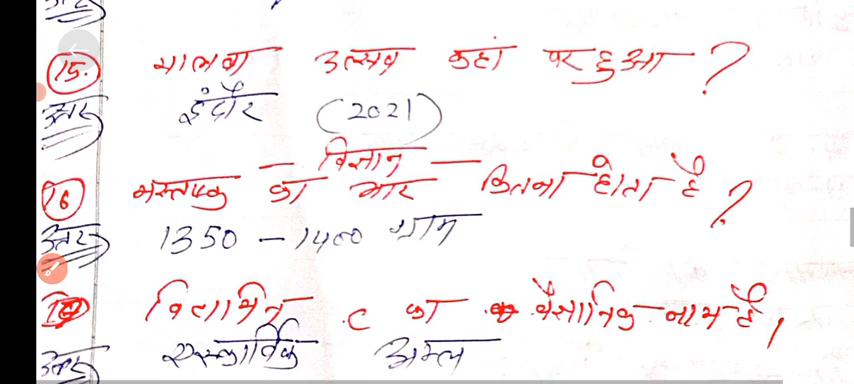 15. मालवा उत्सव कहां पर हुआ ?
उत्तर इंदौर (2021)
— विज्ञान —
16 मस्तष्क का भार कितना होता है ?
उत्तर 1350 – 1400 ग्राम
विटामिन C का वैज्ञानिक नाम है,
उत्तर एस्कार्विक अम्ल